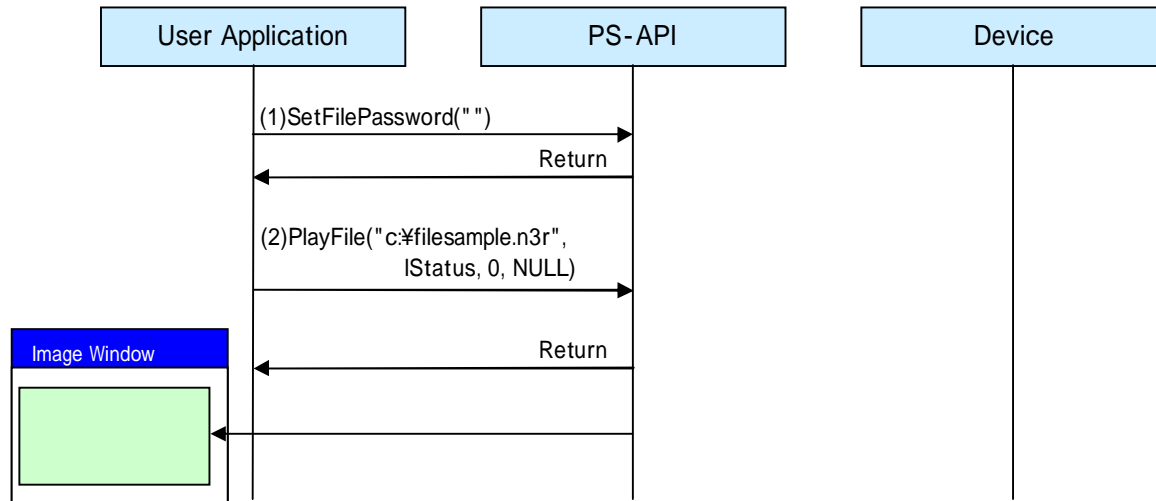 User Application
PS-API
Device
(1)SetFilePassword("")
Return
(2)PlayFile("c:¥filesample.n3r",
lStatus, 0, NULL)
Image Window
Return